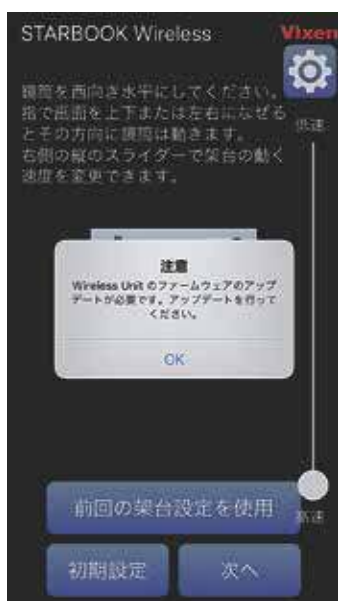 STARBOOK Wireless
Vixen
鏡筒を西向き水平にしてください。
指で画面を上下または左右になぜる
とその方向に鏡筒は動きます。
右側の縦のスライダーで架台の動く
速度を変更できます。
低速
注意
Wireless Unit のファームウェアのアップ
デートが必要です。アップデートを行って
ください。
OK
高速
前回の架台設定を使用
初期設定
次へ